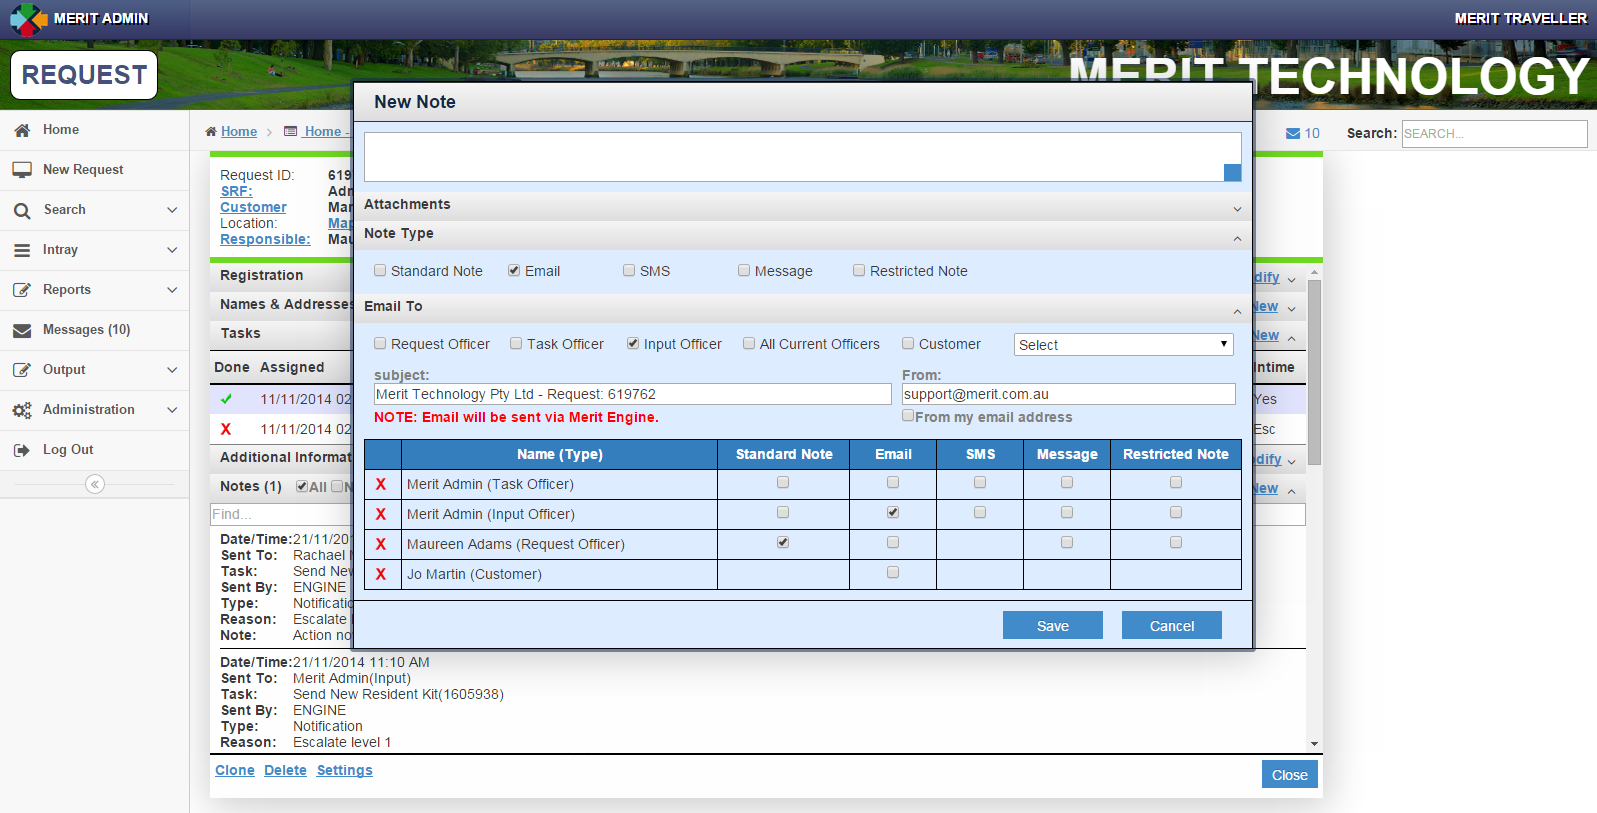 MERIT ADMIN
MERIT TRAVELLER
REQUEST
MERIT TECHNOLOGY
Home
New Request
Search
Intray
Reports
Messages (10)
Output
Administration
Log Out
Home > Home -
10 Search: SEARCH...
Request ID: 619
SRF: Adm
Customer Mar
Location: Map
Responsible: Mau
Registration
Names & Addresses
Tasks
Done Assigned
11/11/2014 02
X 11/11/2014 02
Additional Informat
Notes (1) All
Find...
dify
New
New
Intime
Yes
Esc
dify
New
New Note
Attachments
Note Type
Standard Note Email SMS Message Restricted Note
Email To
Request Officer Task Officer Input Officer All Current Officers Customer Select
subject: From:
Merit Technology Pty Ltd - Request: 619762 support@merit.com.au
NOTE: Email will be sent via Merit Engine. From my email address
Name (Type) Standard Note Email SMS Message Restricted Note
X Merit Admin (Task Officer)
X Merit Admin (Input Officer)
X Maureen Adams (Request Officer)
X Jo Martin (Customer)
Save Cancel
Date/Time: 21/11/20
Sent To: Rachael
Task: Send New
Sent By: ENGINE
Type: Notificatio
Reason: Escalate
Note: Action no
Date/Time: 21/11/2014 11:10 AM
Sent To: Merit Admin(Input)
Task: Send New Resident Kit(1605938)
Sent By: ENGINE
Type: Notification
Reason: Escalate level 1
Clone Delete Settings
Close